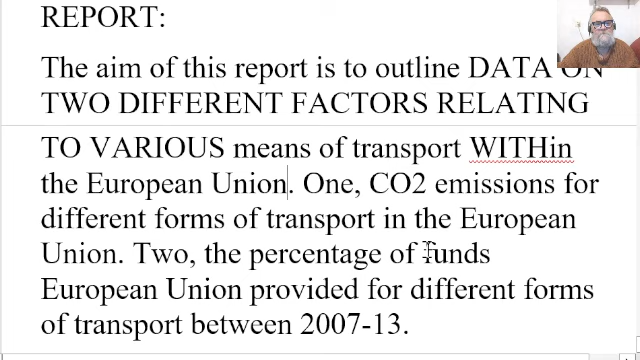 REPORT:
The aim of this report is to outline DATA ON
TWO DIFFERENT FACTORS RELATING
TO VARIOUS means of transport WITHin
the European Union. One, CO2 emissions for
different forms of transport in the European
Union. Two, the percentage of funds
European Union provided for different forms
of transport between 2007-13.